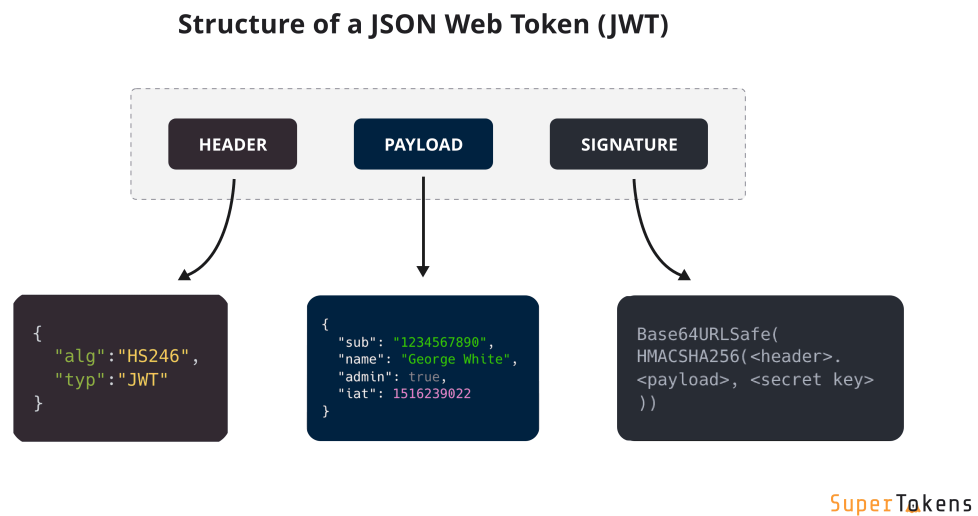 Structure of a JSON Web Token (JWT)
HEADER
PAYLOAD
SIGNATURE
{
"alg":"HS246",
"typ":"JWT"
}
{
"sub": "1234567890",
"name": "George White",
"admin": true,
"iat": 1516239022
}
Base64URLSafe(
HMACSHA256(<header>.
<payload>, <secret key>
))
SuperTokens